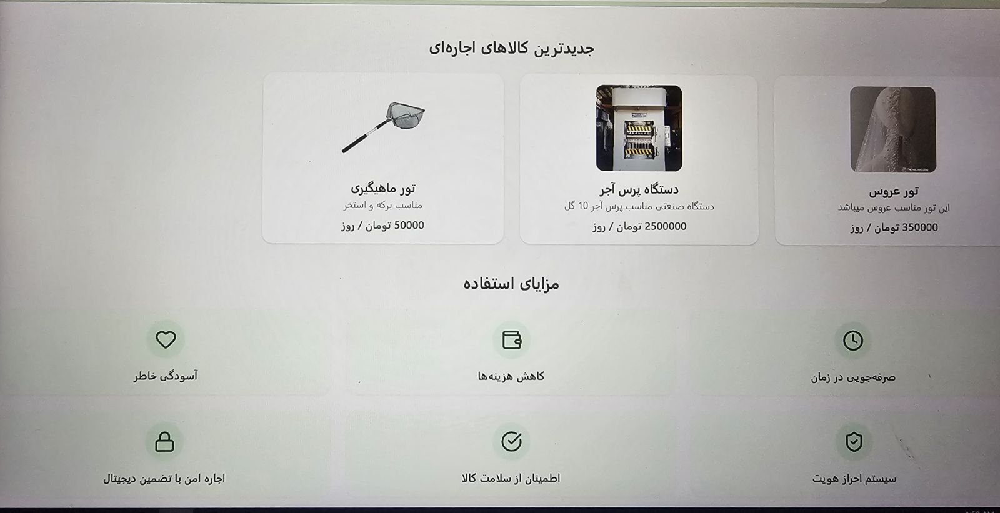 جدیدترین کالاهای اجاره‌ای
تور عروس
این تور مناسب عروس میباشد
350000 تومان / روز
دستگاه پرس آجر
دستگاه صنعتی مناسب پرس آجر 10 گل
2500000 تومان / روز
تور ماهیگیری
مناسب برکه و استخر
50000 تومان / روز
مزایای استفاده
صرفه‌جویی در زمان
کاهش هزینه‌ها
آسودگی خاطر
سیستم احراز هویت
اطمینان از سلامت کالا
اجاره امن با تضمین دیجیتال